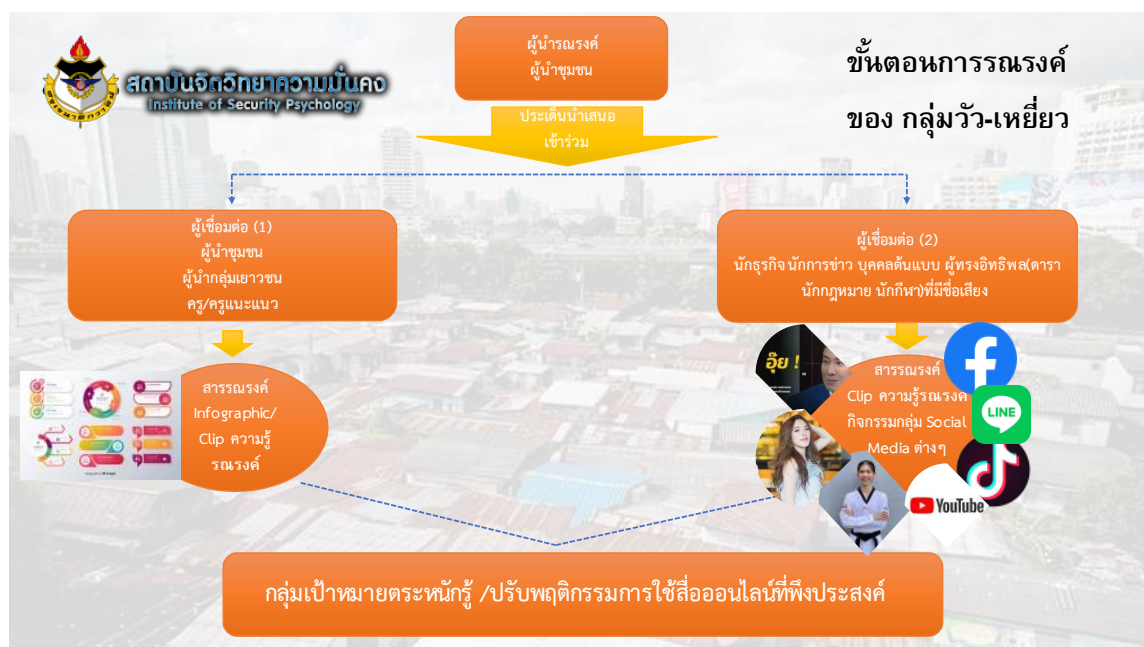 สถาบันจิตวิทยาความมั่นคง
Institute of Security Psychology
ผู้นำรณรงค์
ผู้นำชุมชน
ขั้นตอนการรณรงค์
ของ กลุ่มวัว-เหยี่ยว
ประเด็นนำเสนอ
เข้าร่วม
ผู้เชื่อมต่อ (1)
ผู้นำชุมชน
ผู้นำกลุ่มเยาวชน
ครู/ครูแนะแนว
ผู้เชื่อมต่อ (2)
นักธุรกิจ นักการข่าว บุคคลต้นแบบ ผู้ทรงอิทธิพล(ดารา
นักกฎหมาย นักกีฬา)ที่มีชื่อเสียง
สารรณรงค์
Infographic/
Clip ความรู้
รณรงค์
อุ๊ย !
สารรณรงค์
Clip ความรู้รณรงค์
กิจกรรมกลุ่ม Social
Media ต่างๆ
LINE
YouTube
กลุ่มเป้าหมายตระหนักรู้ /ปรับพฤติกรรมการใช้สื่อออนไลน์ที่พึงประสงค์